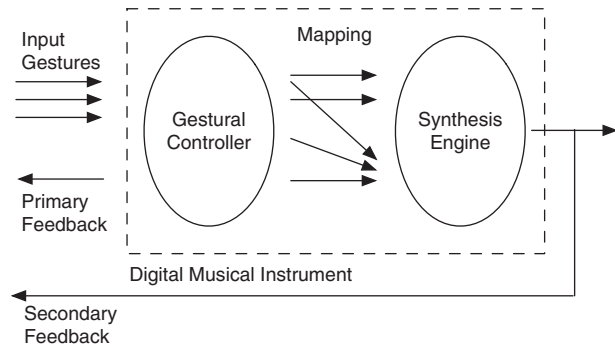 Input
Gestures
Mapping
Gestural
Controller
Synthesis
Engine
Primary
Feedback
Digital Musical Instrument
Secondary
Feedback